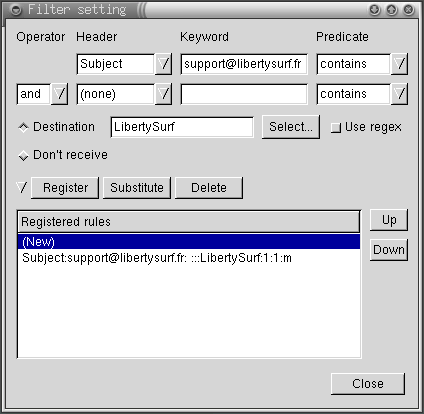 Filter setting
Operator Header Keyword Predicate
Subject support@libertysurf.fr contains
and (none) contains
Destination LibertySurf Select... Use regex
Don't receive
Register Substitute Delete
Registered rules Up
(New)
Subject:support@libertysurf.fr: :::LibertySurf:1:1:m Down
Close